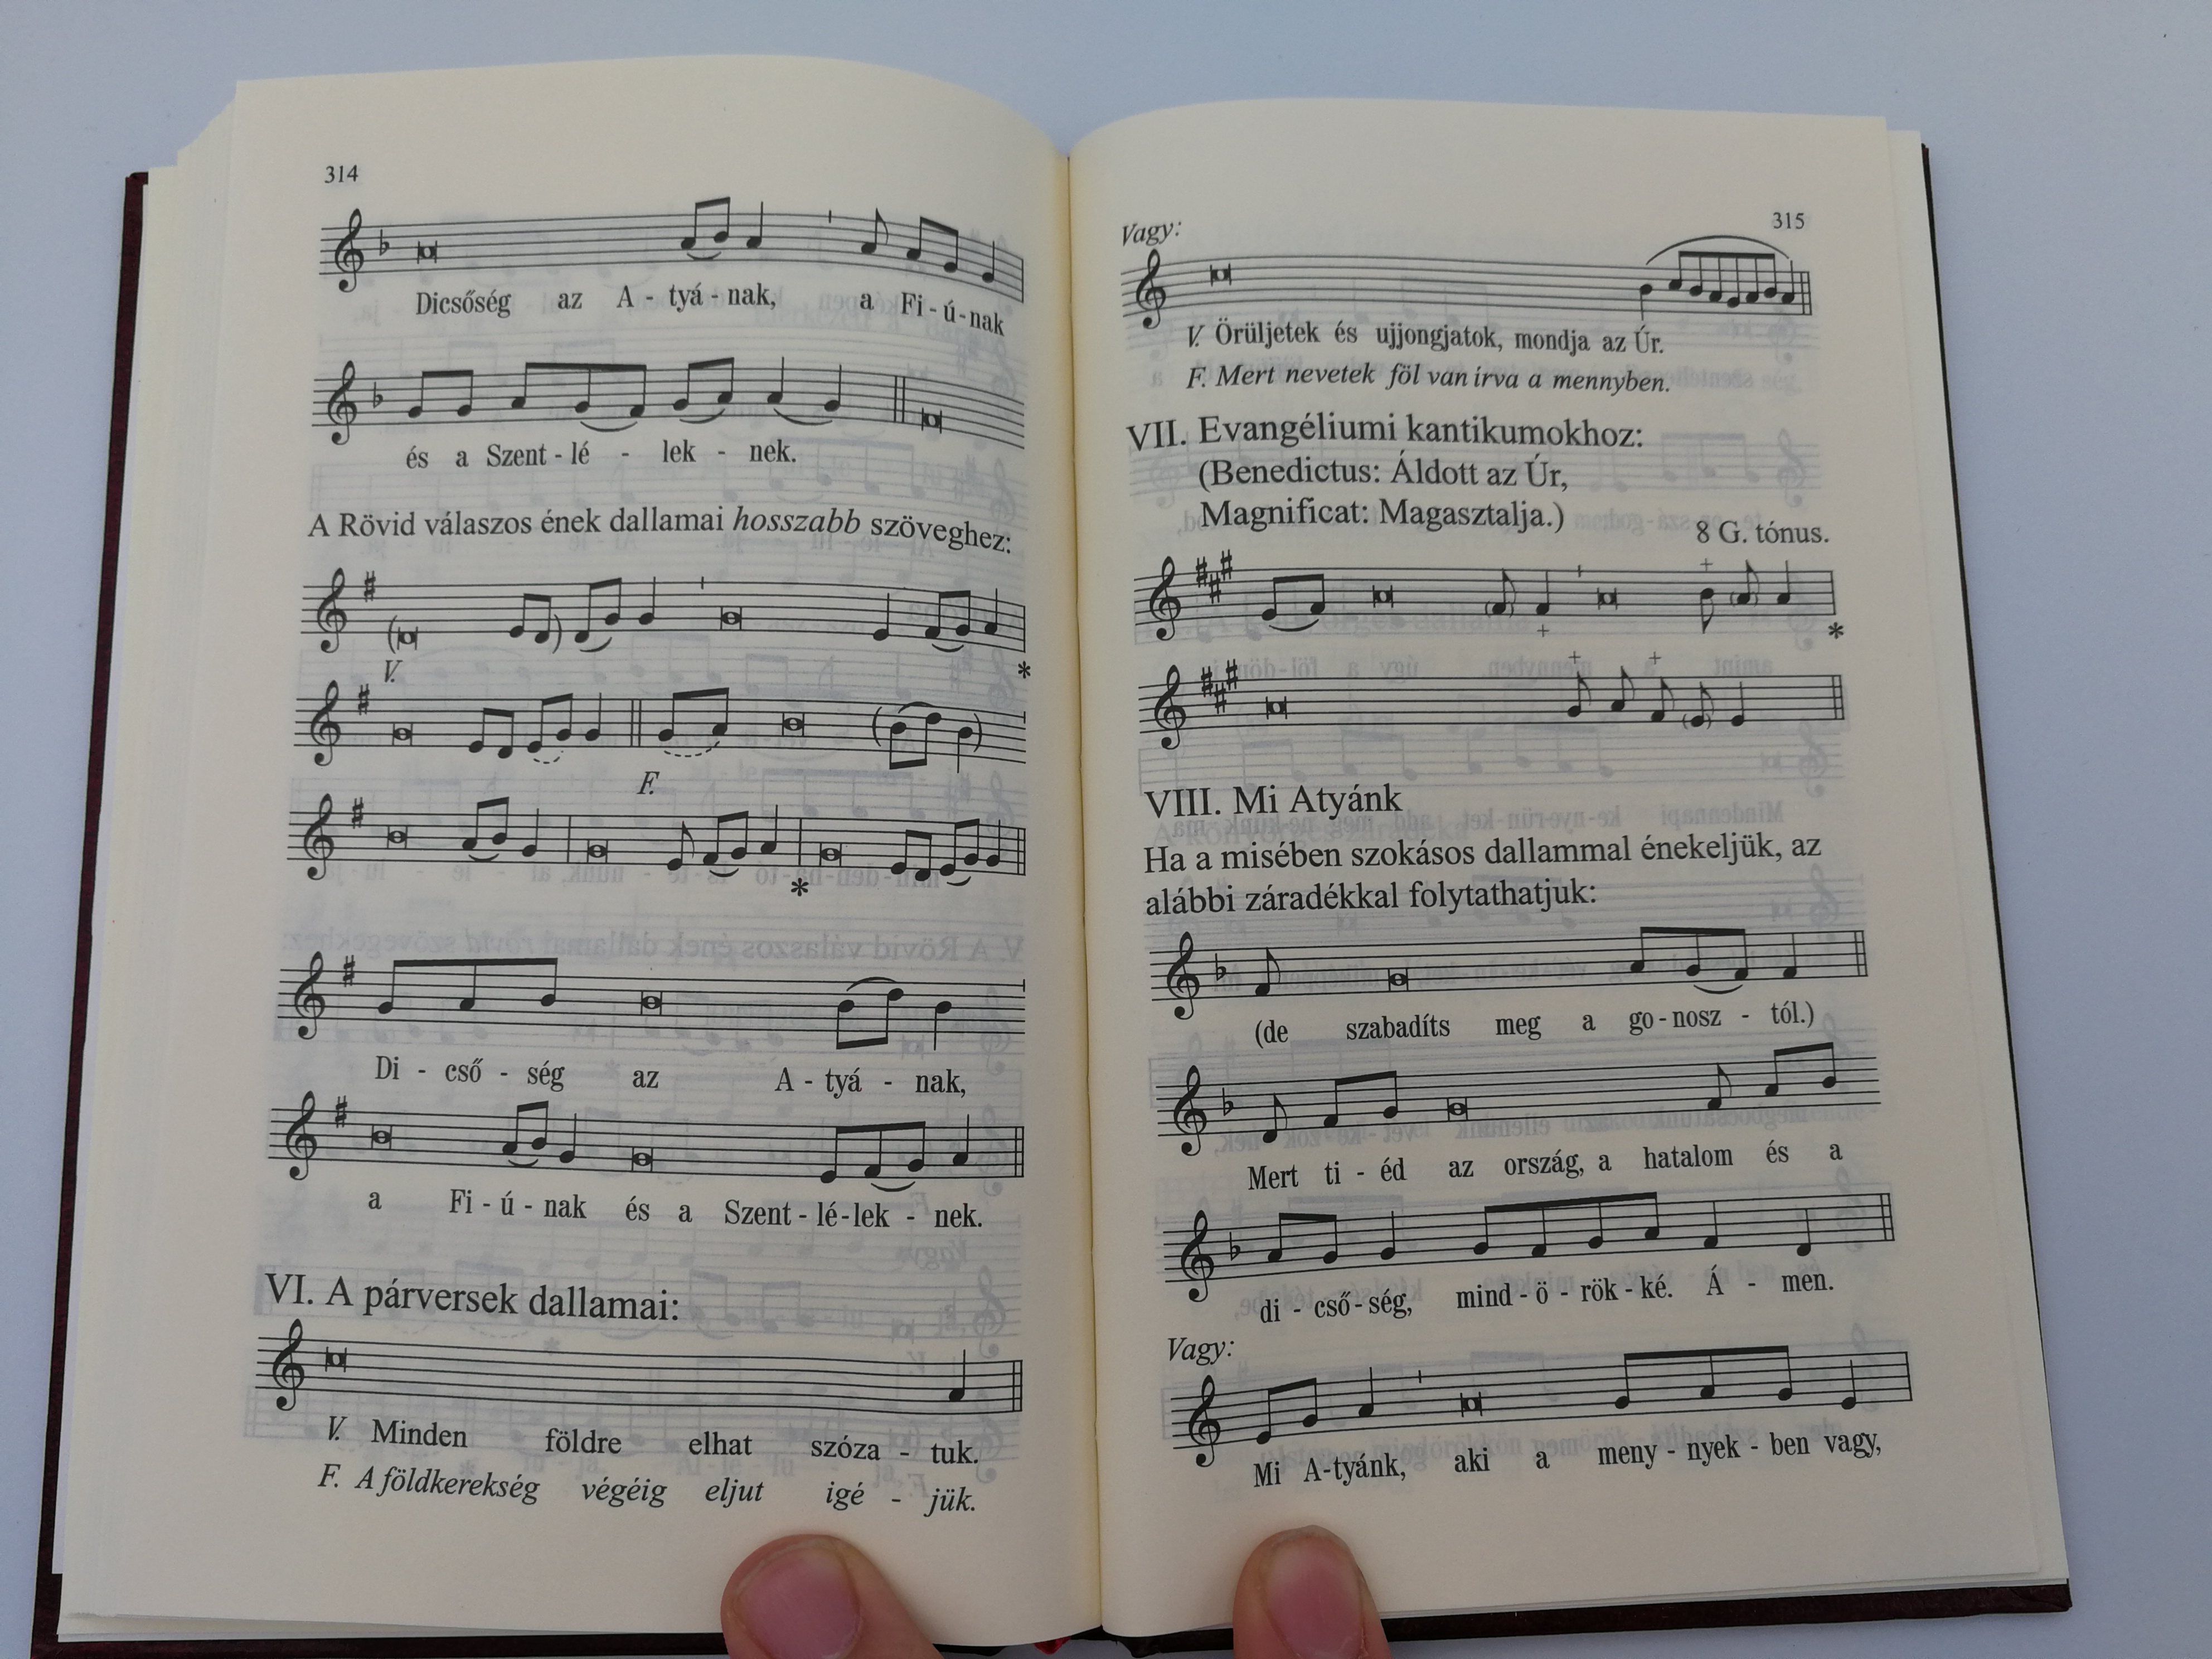 314
Dicsőség az A - tyá - nak, a Fi - ú - nak
és a Szent - lé - lek - nek.
A Rövid válaszos ének dallamai hosszabb szöveghez:
*
V.
F.
*
Di - cső - ség az A - tyá - nak,
a Fi - ú - nak és a Szent - lé - lek - nek.
VI. A párversek dallamai:
V. Minden földre elhat szóza - tuk.
F. A földkerekség végéig eljut igé - jük.
315
Vagy:
V. Örüljetek és ujjongjatok, mondja az Úr.
F. Mert nevetek föl van írva a mennyben.
VII. Evangéliumi kantikumokhoz:
(Benedictus: Áldott az Úr,
Magnificat: Magasztalja.)
8 G. tónus.
*
VIII. Mi Atyánk
Ha a misében szokásos dallammal énekeljük, az
alábbi záradékkal folytathatjuk:
(de szabadíts meg a go - nosz - tól.)
Mert ti - éd az ország, a hatalom és a
di - cső - ség, mind - ö - rök - ké. Á - men.
Vagy:
Mi A-tyánk, aki a meny - nyek - ben vagy,